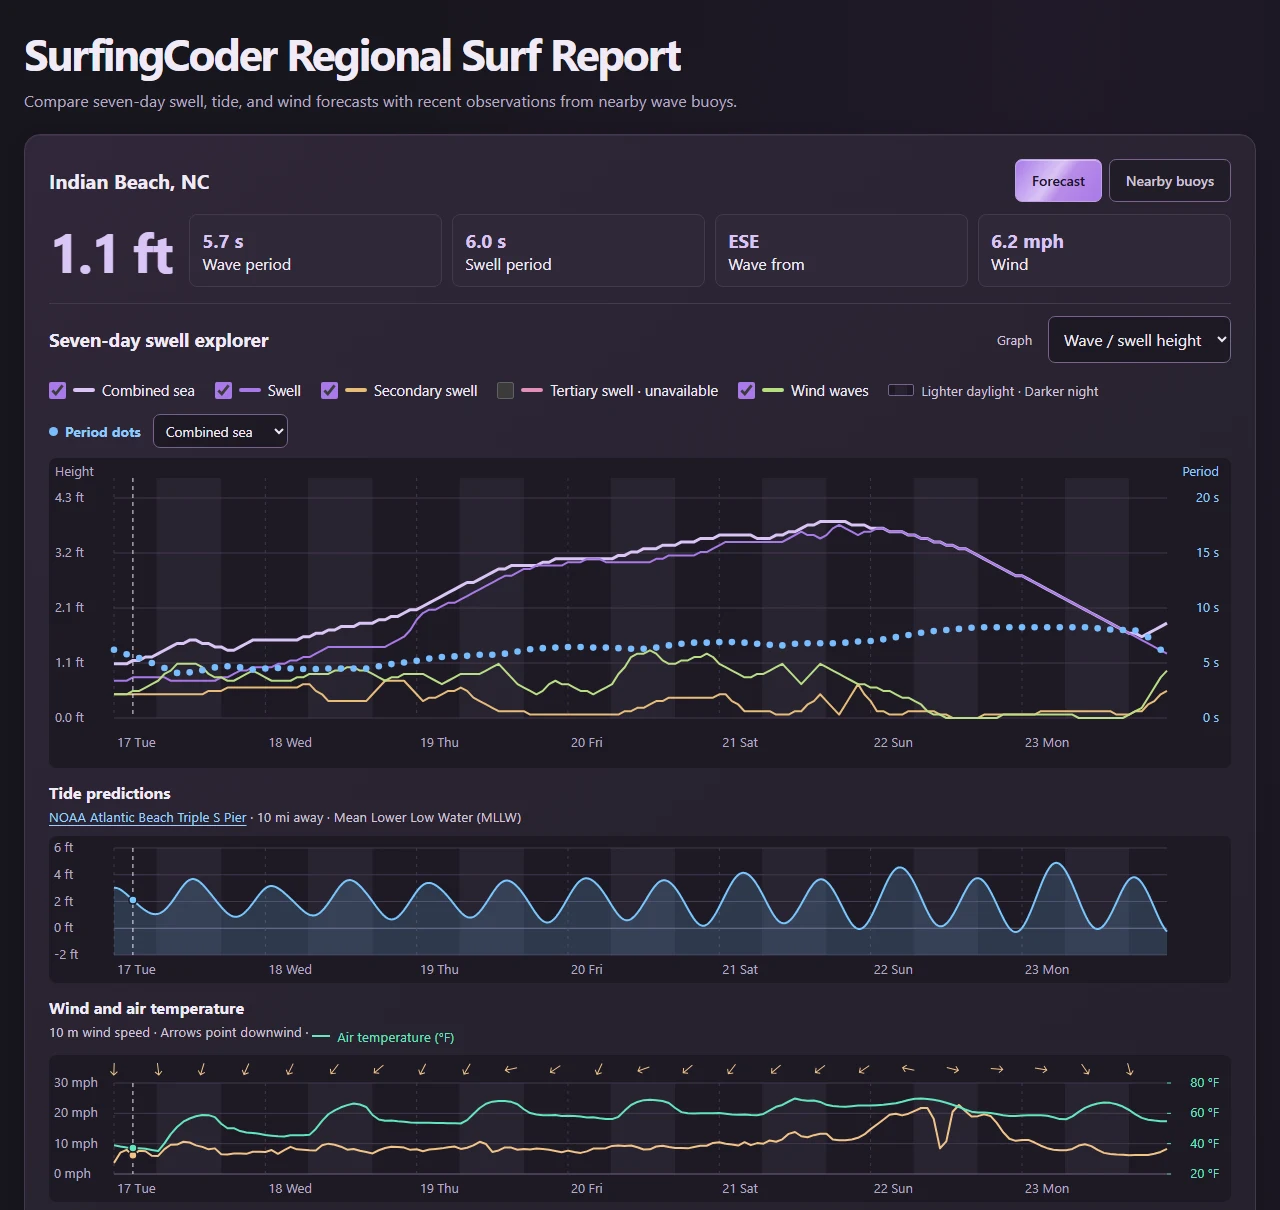 SurfingCoder Regional Surf Report
Compare seven-day swell, tide, and wind forecasts with recent observations from nearby wave buoys.
Indian Beach, NC
Forecast
Nearby buoys
1.1 ft
5.7 s
Wave period
6.0 s
Swell period
ESE
Wave from
6.2 mph
Wind
Seven-day swell explorer
Graph
Wave / swell height
Combined sea
Swell
Secondary swell
Tertiary swell · unavailable
Wind waves
Lighter daylight · Darker night
Period dots
Combined sea
Height
Period
4.3 ft
20 s
3.2 ft
15 s
2.1 ft
10 s
1.1 ft
5 s
0.0 ft
0 s
17 Tue
18 Wed
19 Thu
20 Fri
21 Sat
22 Sun
23 Mon
Tide predictions
NOAA Atlantic Beach Triple S Pier · 10 mi away · Mean Lower Low Water (MLLW)
6 ft
4 ft
2 ft
0 ft
-2 ft
17 Tue
18 Wed
19 Thu
20 Fri
21 Sat
22 Sun
23 Mon
Wind and air temperature
10 m wind speed · Arrows point downwind ·
Air temperature (°F)
30 mph
80 °F
20 mph
60 °F
10 mph
40 °F
0 mph
20 °F
17 Tue
18 Wed
19 Thu
20 Fri
21 Sat
22 Sun
23 Mon